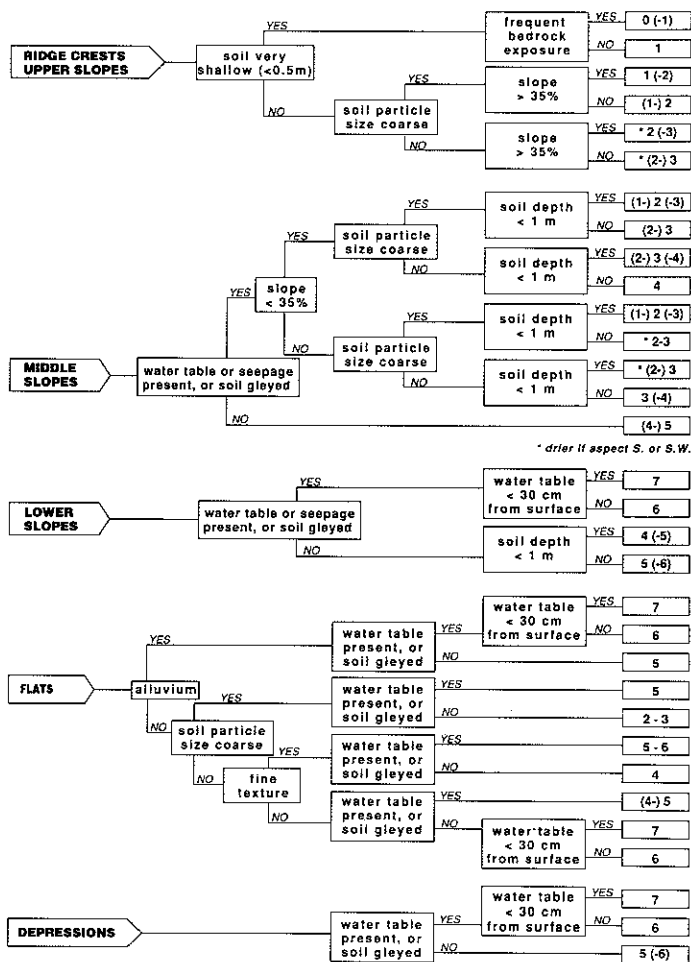 frequent
bedrock
exposure
YES 0 (-1)
NO 1
YES
RIDGE CRESTS
UPPER SLOPES
soil very
shallow (<0.5m)
NO
soil particle
size coarse
YES
slope
> 35%
YES 1 (-2)
NO (1-) 2
NO
slope
> 35%
YES * 2 (-3)
NO * (2-) 3
MIDDLE
SLOPES
water table or seepage
present, or soil gleyed
YES
slope
< 35%
YES
soil particle
size coarse
YES
soil depth
< 1 m
YES (1-) 2 (-3)
NO (2-) 3
NO
soil depth
< 1 m
YES (2-) 3 (-4)
NO 4
NO
soil particle
size coarse
YES
soil depth
< 1 m
YES (1-) 2 (-3)
NO * 2-3
NO
soil depth
< 1 m
YES * (2-) 3
NO 3 (-4)
NO (4-) 5
* drier if aspect S. or S.W.
LOWER
SLOPES
water table or seepage
present, or soil gleyed
YES
water table
< 30 cm
from surface
YES 7
NO 6
NO
soil depth
< 1 m
YES 4 (-5)
NO 5 (-6)
FLATS
alluvium
YES
water table
present, or
soil gleyed
YES
water table
< 30 cm
from surface
YES 7
NO 6
NO 5
NO
soil particle
size coarse
YES
water table
present, or
soil gleyed
YES 5
NO 2 - 3
NO
fine
texture
YES
water table
present, or
soil gleyed
YES 5 - 6
NO 4
NO
water table
present, or
soil gleyed
YES (4-) 5
NO
water table
< 30 cm
from surface
YES 7
NO 6
DEPRESSIONS
water table
present, or
soil gleyed
YES
water table
< 30 cm
from surface
YES 7
NO 6
NO 5 (-6)